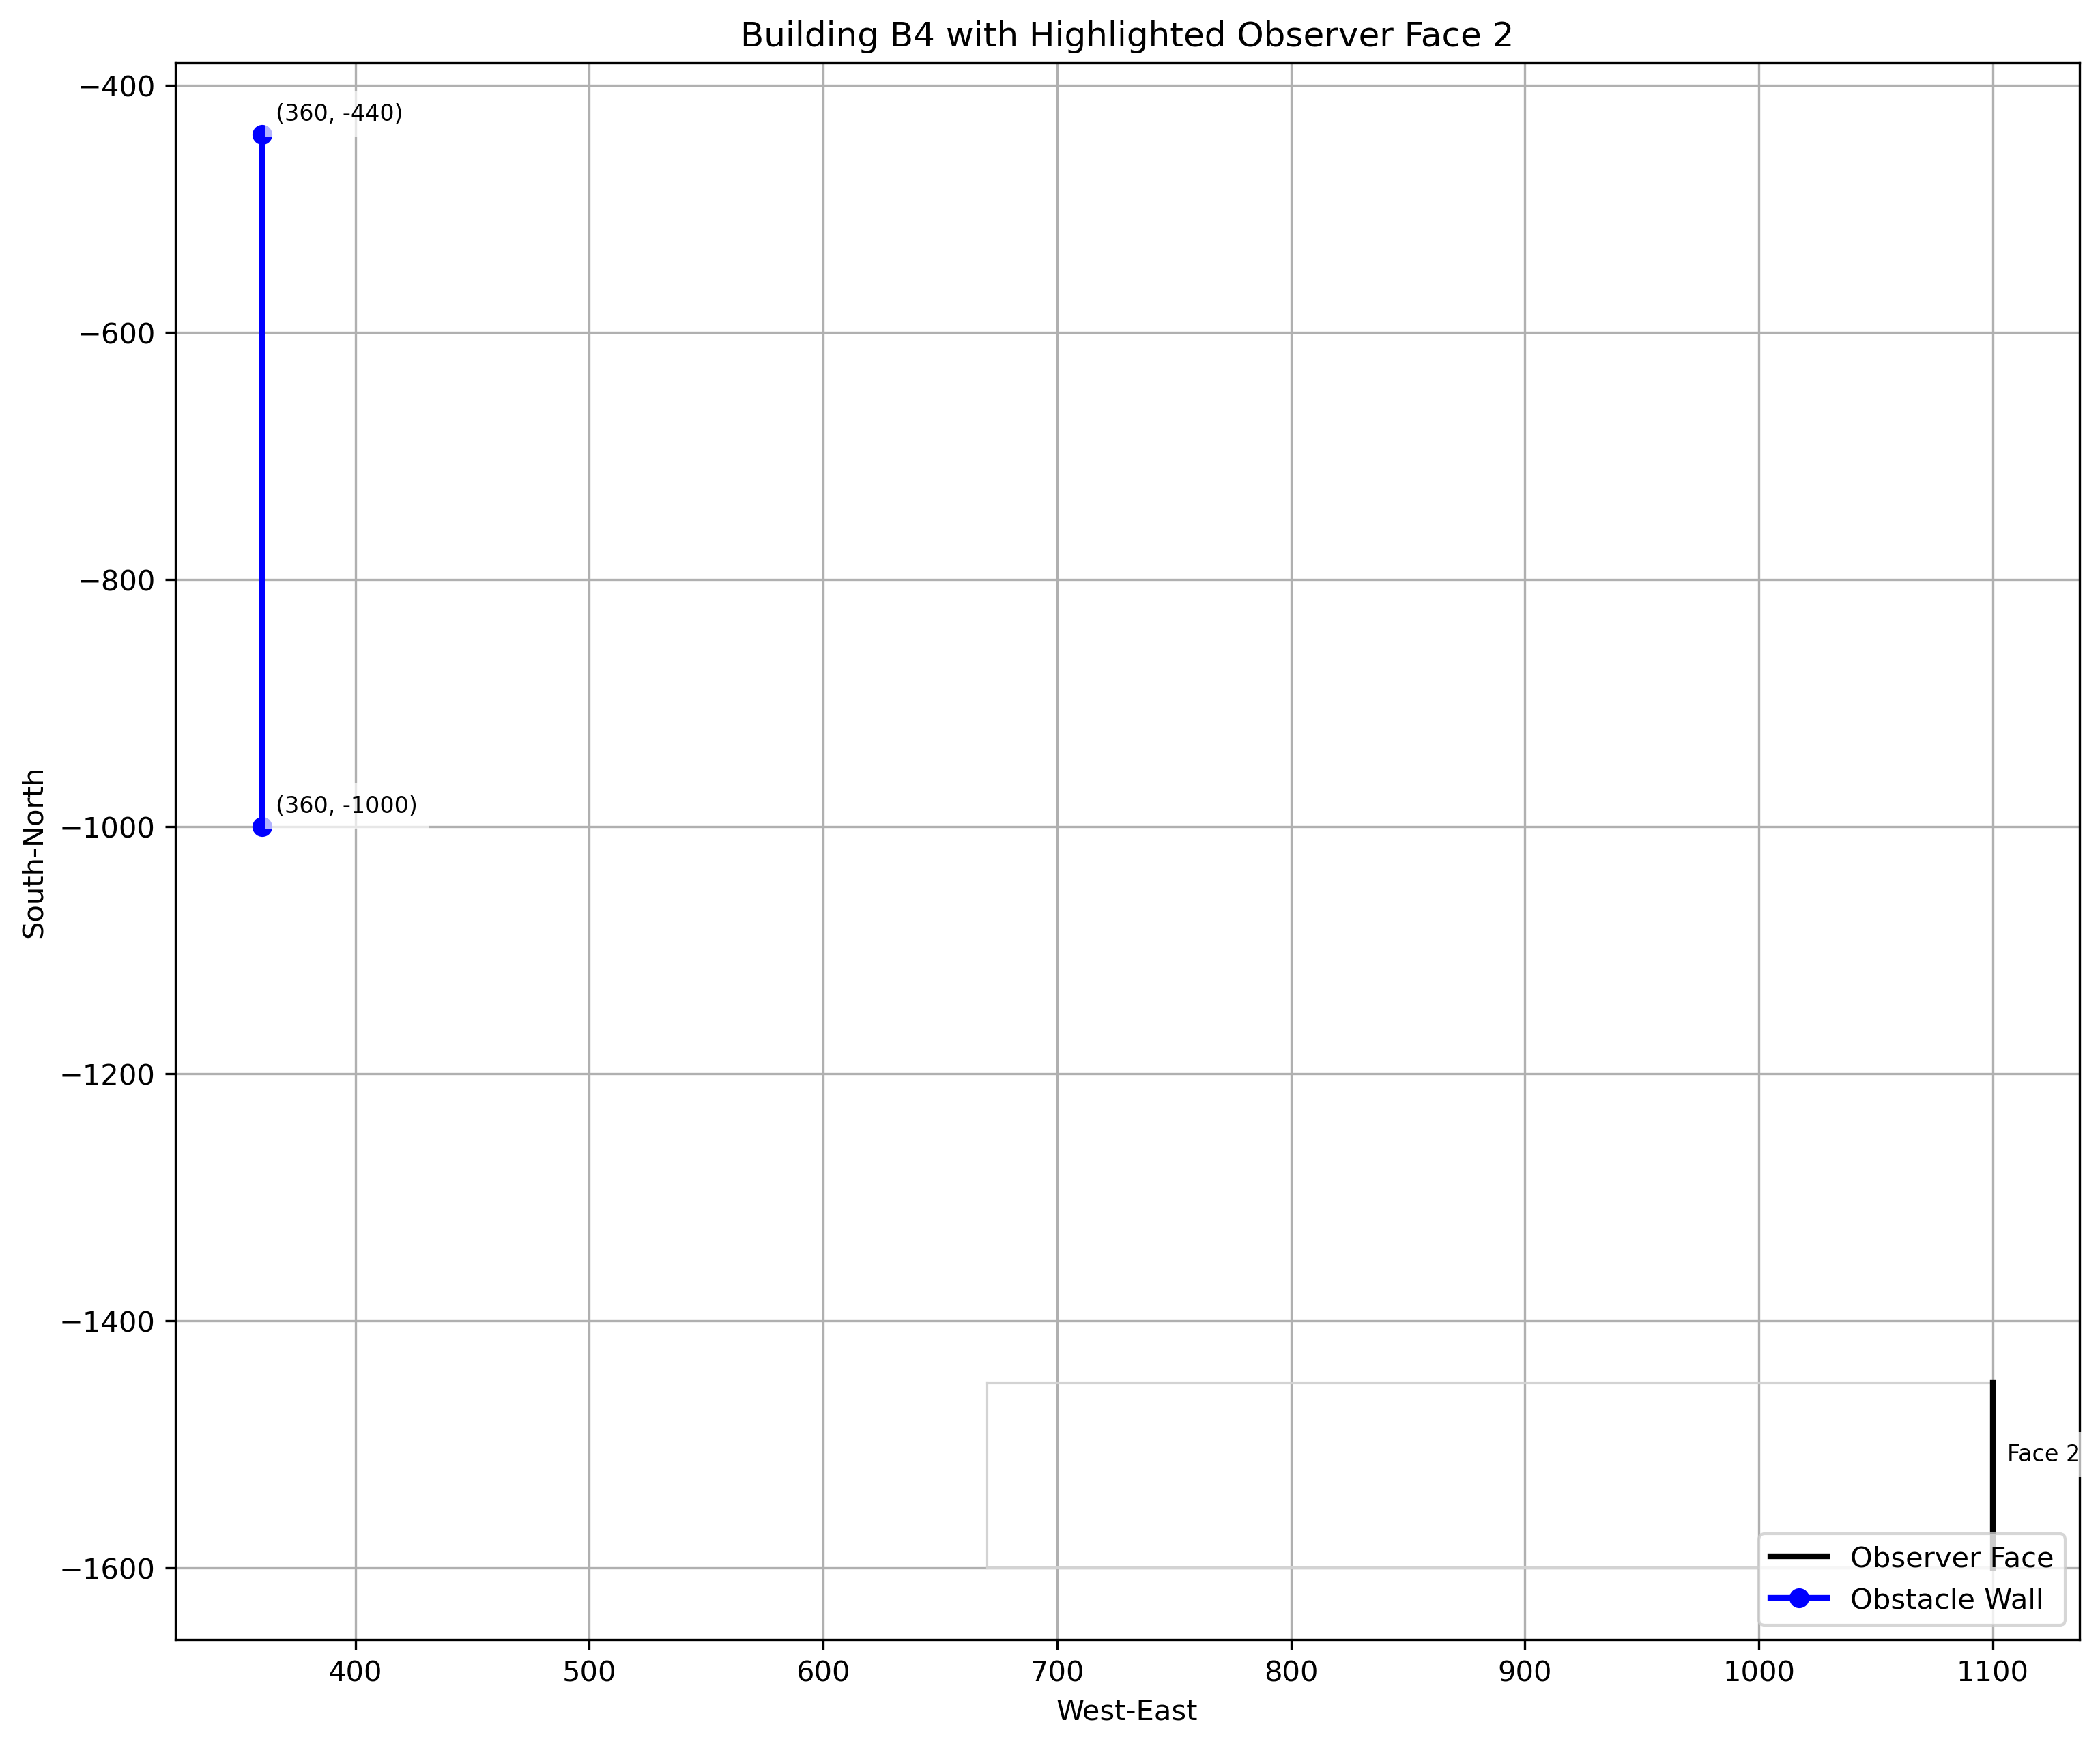 Building B4 with Highlighted Observer Face 2
−400
(360, -440)
−600
−800
(360, -1000)
−1000
−1200
−1400
Face 2
−1600
Observer Face
Obstacle Wall
400
500
600
700
800
900
1000
1100
West-East
South-North